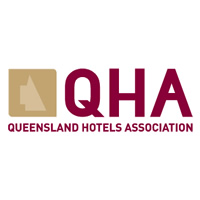 QHA
QUEENSLAND HOTELS ASSOCIATION